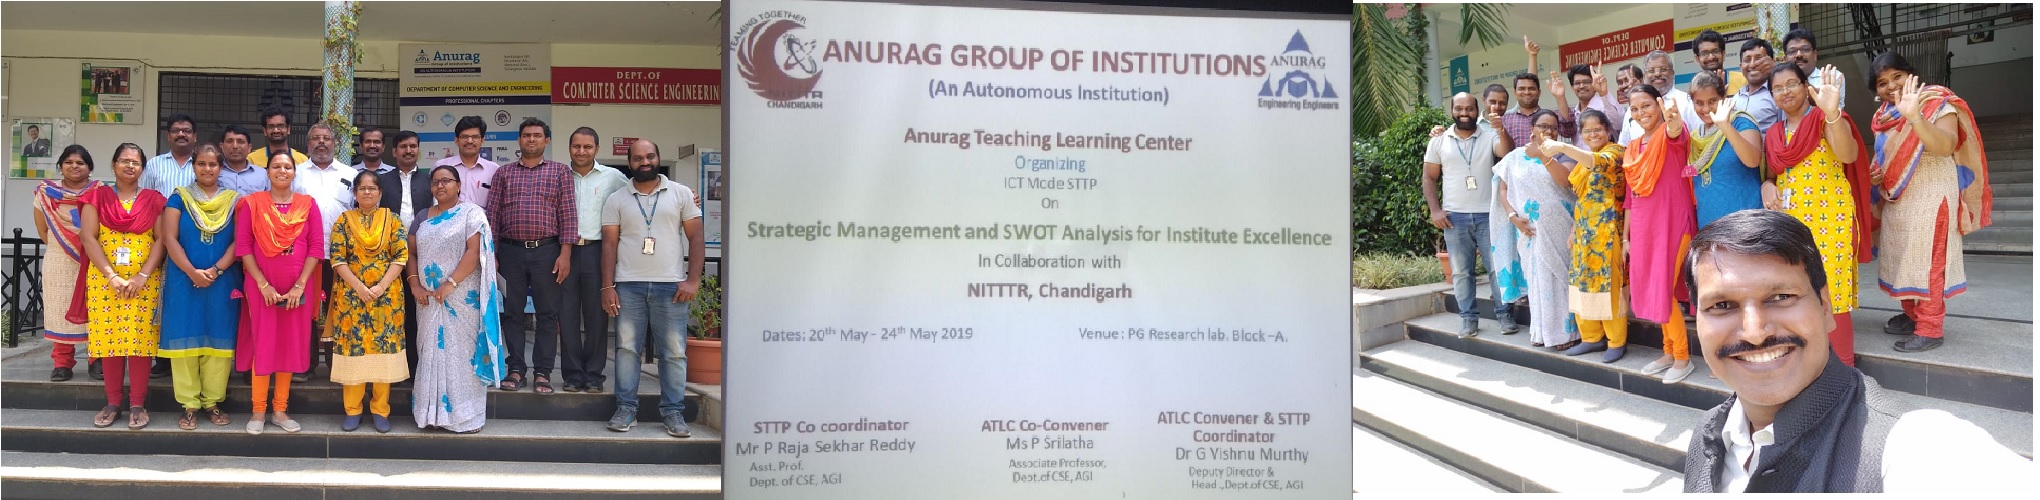 Anurag
Group of Institutions
DEPARTMENT OF COMPUTER SCIENCE AND ENGINEERING
PROFESSIONAL CHAPTERS
DEPT.OF
COMPUTER SCIENCE ENGINEERING
TEAMING TOGETHER
NITTTR
CHANDIGARH
ANURAG GROUP OF INSTITUTIONS
(An Autonomous Institution)
ANURAG
Engineering Engineers
Anurag Teaching Learning Center
Organizing
ICT Mode STTP
On
Strategic Management and SWOT Analysis for Institute Excellence
In Collaboration with
NITTTR, Chandigarh
Dates: 20ths May - 24th May 2019
Venue: PG Research lab. Block-A.
STTP Co coordinator
Mr P Raja Sekhar Reddy
Asst. Prof.
Dept. of CSE, AGI
ATLC Co-Convener
Ms P Srilatha
Associate Professor,
Dept.of CSE, AGI
ATLC Convener & STTP
Coordinator
Dr G Vishnu Murthy
Deputy Director &
Head ., Dept.of CSE, AGI
DEPT.OF
COMPUTER SCIENCE ENGINEERING